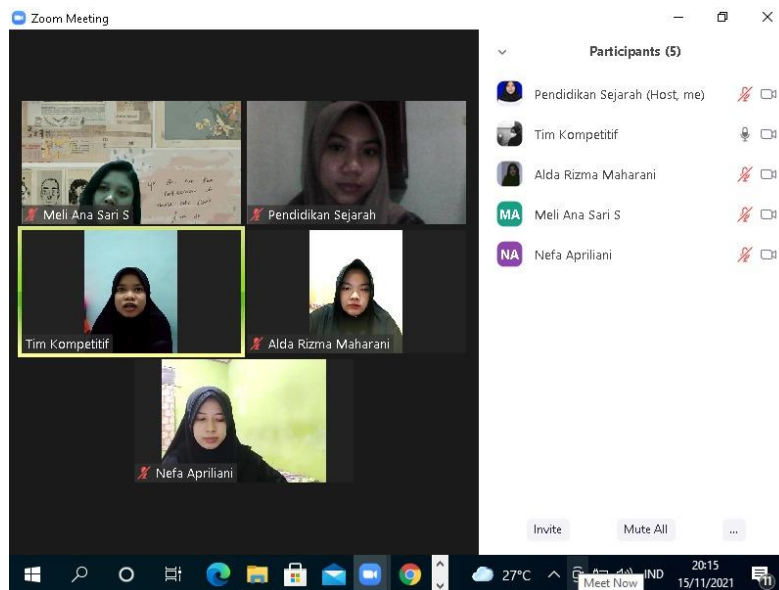 Zoom Meeting
Participants (5)
Pendidikan Sejarah (Host, me)
Tim Kompetitif
Alda Rizma Maharani
MA Meli Ana Sari S
NA Nefa Apriliani
Meli Ana Sari S
Pendidikan Sejarah
Tim Kompetitif
Alda Rizma Maharani
Nefa Apriliani
Invite
Mute All
...
27°C
IND
20:15
15/11/2021
11
Meet Now